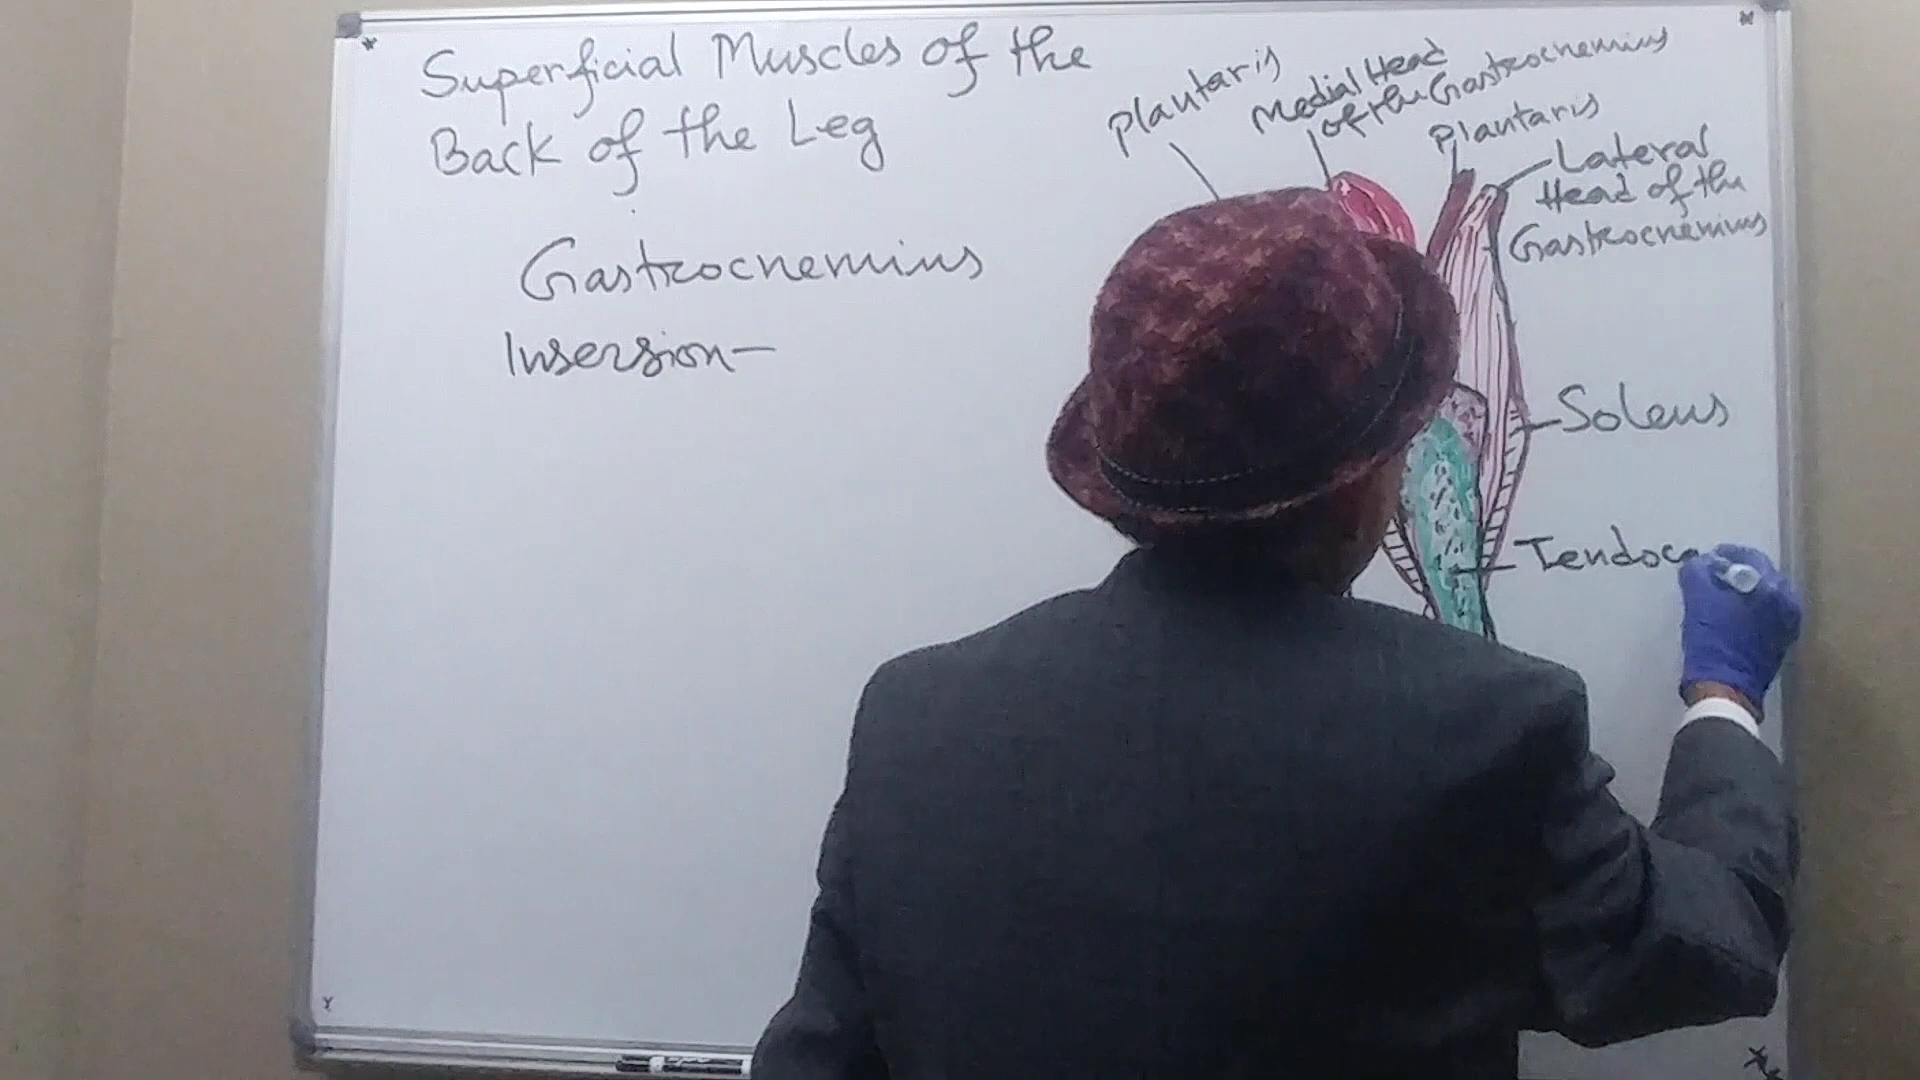 Superficial Muscles of the
Back of the Leg
Gastrocnemius
Insersion-
Plantaris
Medial Head
of the Gastrocnemius
Plantaris
Lateral
Head of the
Gastrocnemius
Soleus
Tendoca